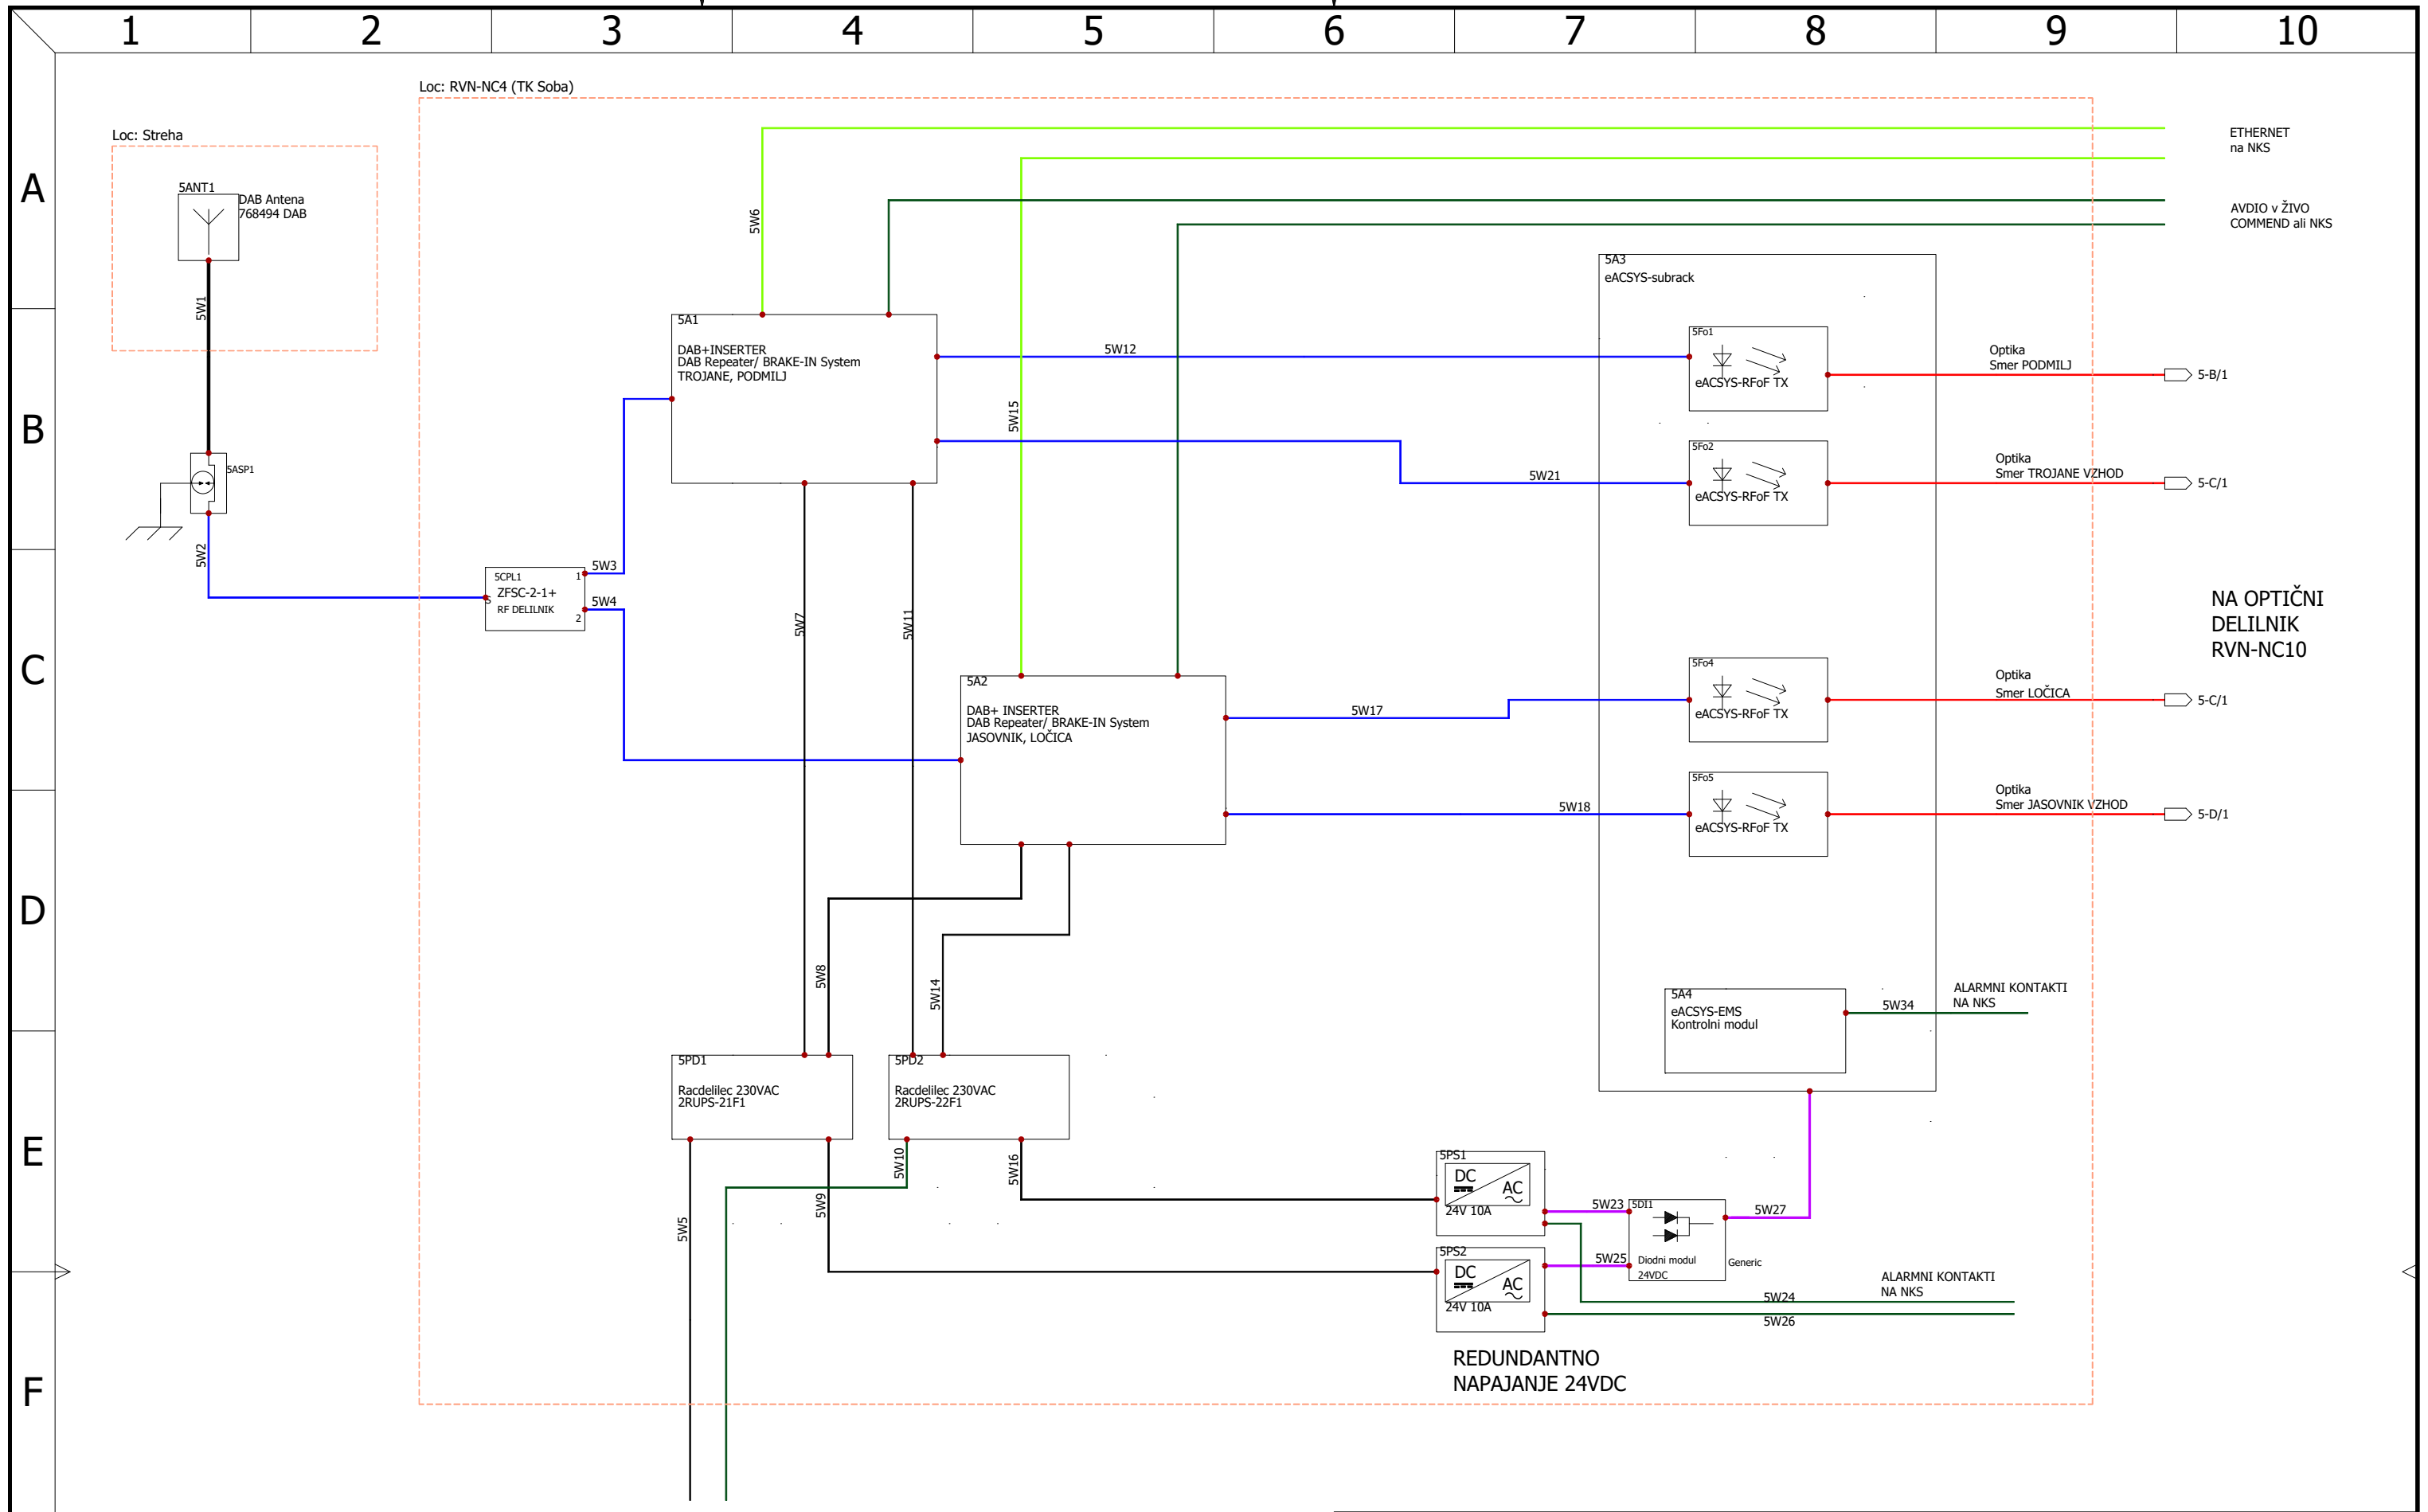 1 2 3 4 5 6 7 8 9 10
Loc: RVN-NC4 (TK Soba)
Loc: Streha
ETHERNET
na NKS
A
5ANT1
DAB Antena
768494 DAB
5W6
AVDIO v ŽIVO
COMMEND ali NKS
5A3
eACSYS-subrack
5W1
5A1
DAB+INSERTER
DAB Repeater/ BRAKE-IN System
TROJANE, PODMILJ
5W12
5Fo1
eACSYS-RFoF TX
Optika
Smer PODMILJ
5-B/1
B
5W15
5ASP1
5W21
5Fo2
eACSYS-RFoF TX
Optika
Smer TROJANE VZHOD
5-C/1
5W2
5CPL1
ZFSC-2-1+
RF DELILNIK
S
1
2
5W3
5W4
5W7
5W11
NA OPTIČNI
DELILNIK
RVN-NC10
C
5A2
DAB+ INSERTER
DAB Repeater/ BRAKE-IN System
JASOVNIK, LOČICA
5W17
5Fo4
eACSYS-RFoF TX
Optika
Smer LOČICA
5-C/1
5W18
5Fo5
eACSYS-RFoF TX
Optika
Smer JASOVNIK VZHOD
5-D/1
D
5W8
5W14
5A4
eACSYS-EMS
Kontrolni modul
5W34
ALARMNI KONTAKTI
NA NKS
5PD1
Racdelilec 230VAC
2RUPS-21F1
5PD2
Racdelilec 230VAC
2RUPS-22F1
E
5W10
5W16
5W9
5W5
5PS1
DC
AC
24V 10A
5W23
5DI1
5W27
5PS2
DC
AC
24V 10A
5W25
Diodni modul
24VDC
Generic
ALARMNI KONTAKTI
NA NKS
5W24
5W26
REDUNDANTNO
NAPAJANJE 24VDC
F